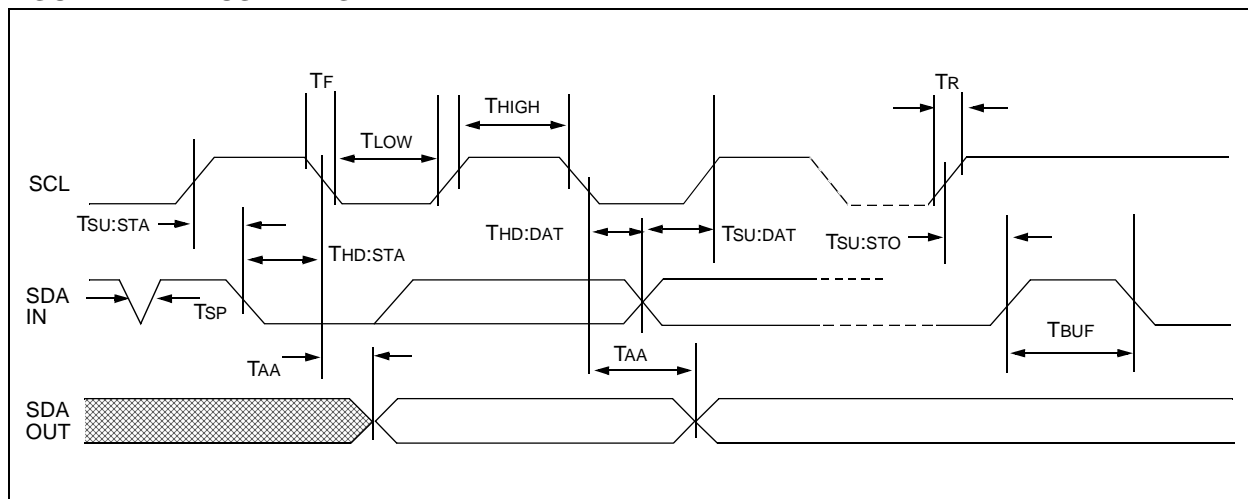 TF
TR
THIGH
TLOW
SCL
TSU:STA
THD:DAT
TSU:DAT
TSU:STO
THD:STA
SDA
IN
TSP
TBUF
TAA
TAA
SDA
OUT